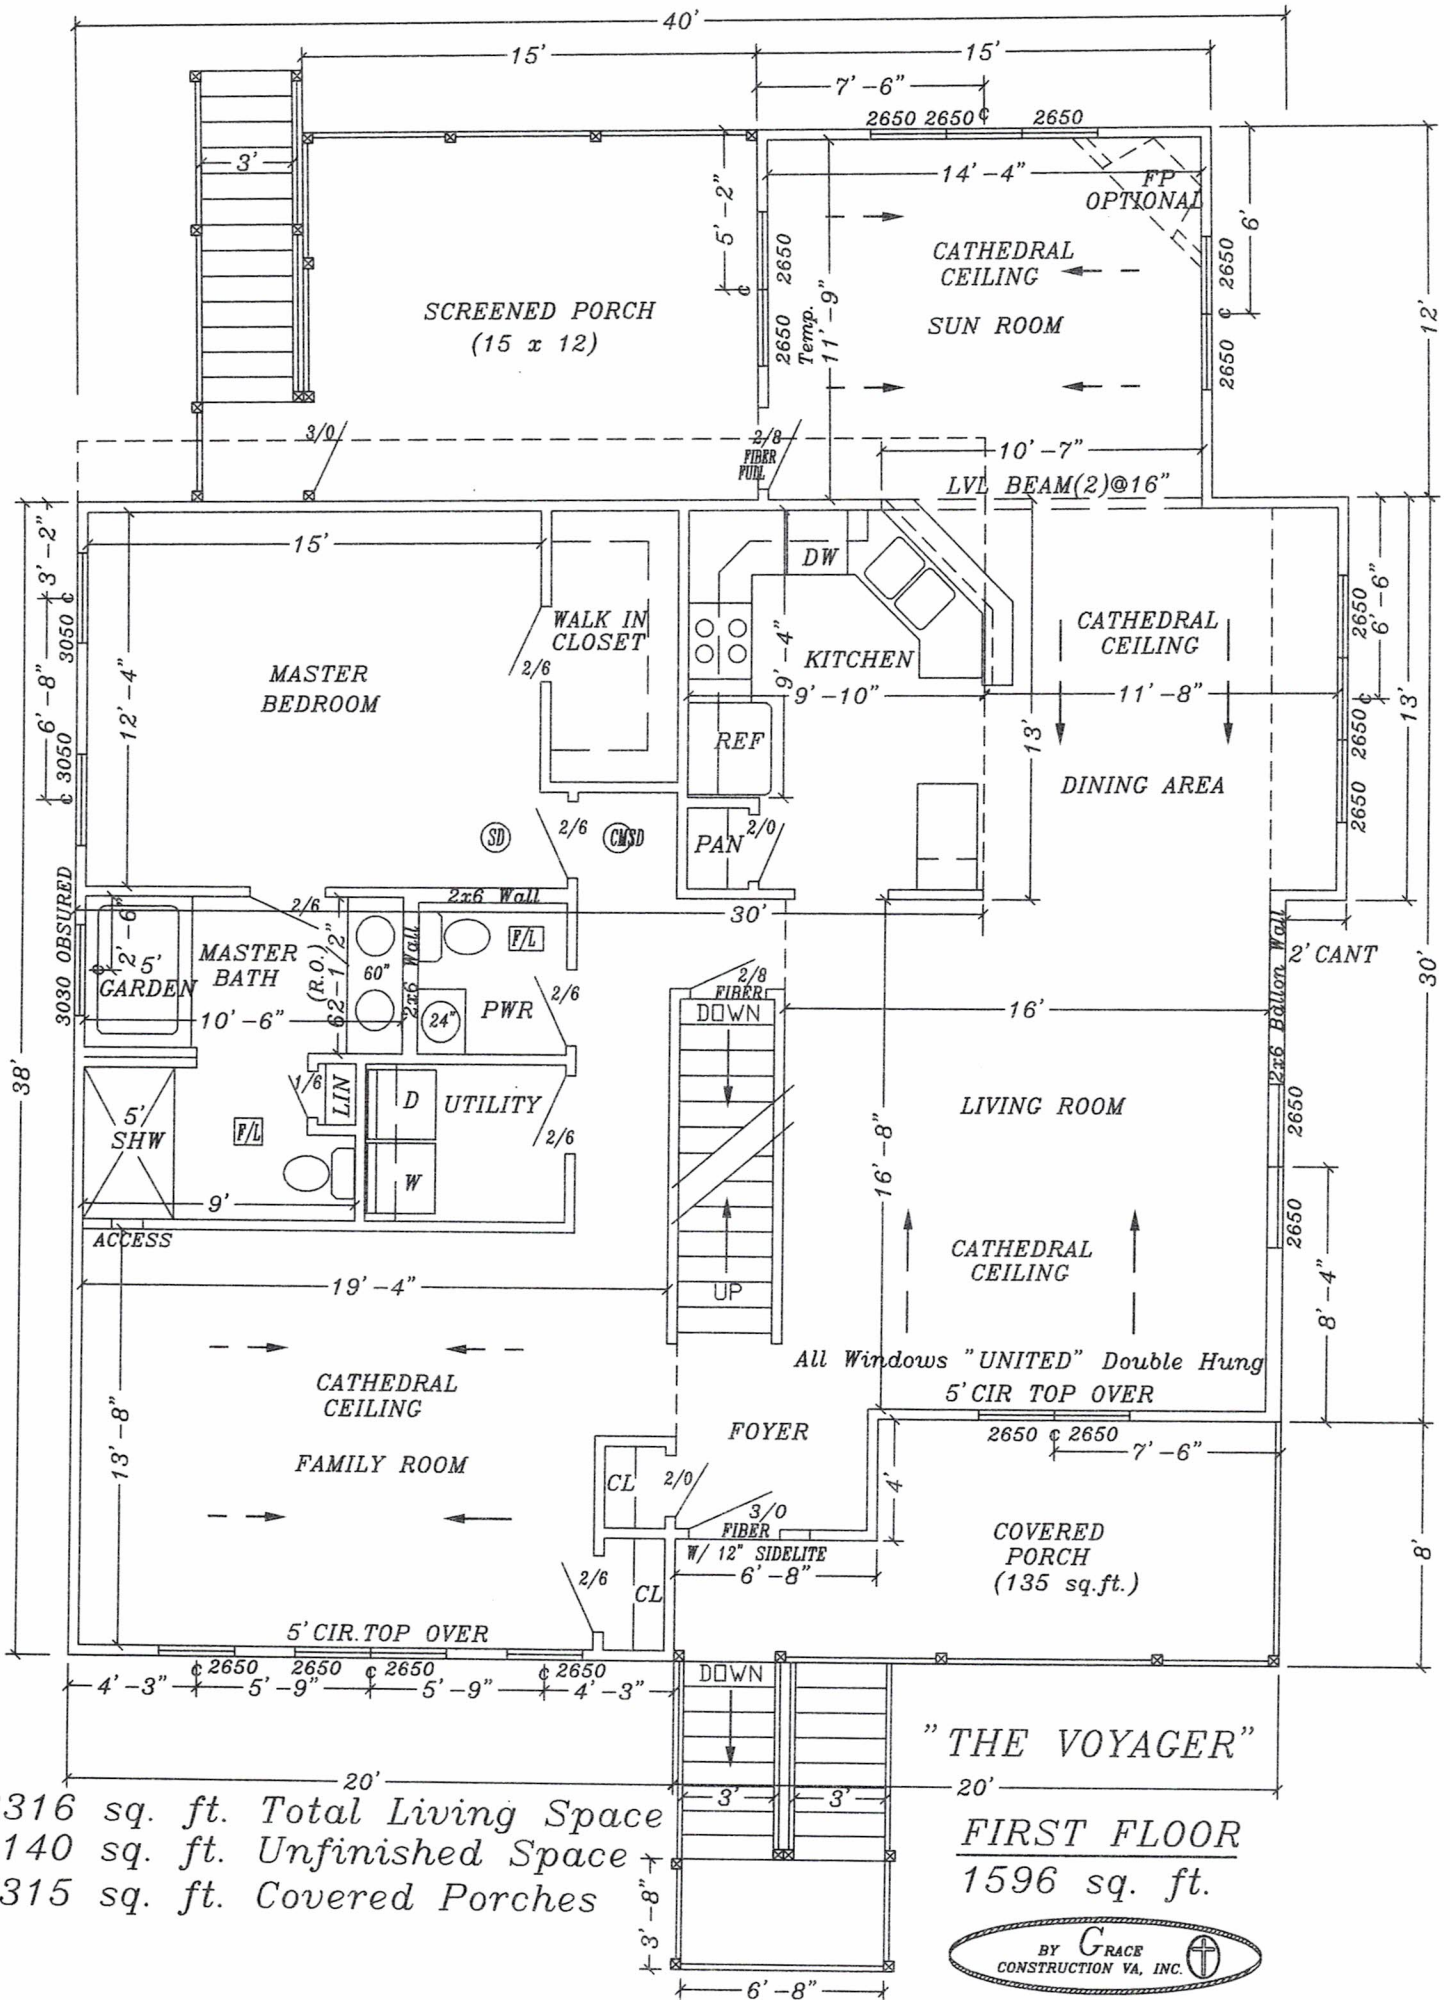 40'
15'
15'
7'-6"
2650 2650 ȼ 2650
3'
5'-2"
14'-4"
FP
OPTIONAL
6'
12'
2650
ȼ
2650
Temp.
11'-9"
CATHEDRAL
CEILING
SUN ROOM
2650
ȼ
2650
SCREENED PORCH
(15 x 12)
3/0
2/8
FIBER
FUDL
10'-7"
LVL BEAM(2)@16"
3'-2"
ȼ
3050
6'-8"
3050
ȼ
15'
12'-4"
MASTER
BEDROOM
WALK IN
CLOSET
2/6
DW
9'-4"
KITCHEN
9'-10"
REF
13'
CATHEDRAL
CEILING
11'-8"
DINING AREA
2650
6'-6"
2650
ȼ
2650
13'
SD
2/6
CMSD
PAN
2/0
2x6 Wall
30'
3030 OBSURED
2'-6"
5'
GARDEN
2/6
MASTER
BATH
(R.O.)
62-1/2"
60"
2x6 Wall
F/L
PWR
24"
2/6
10'-6"
2/8
FIBER
DOWN
16'
2x6 Ballon Wall
2' CANT
30'
38'
5'
SHW
1/6
LIN
F/L
D
W
UTILITY
2/6
9'
ACCESS
UP
LIVING ROOM
16'-8"
CATHEDRAL
CEILING
2650
2650
8'-4"
19'-4"
13'-8"
CATHEDRAL
CEILING
FAMILY ROOM
All Windows "UNITED" Double Hung
5' CIR TOP OVER
2650 ȼ 2650
7'-6"
FOYER
CL
2/0
3/0
FIBER
W/ 12" SIDELITE
6'-8"
4'
COVERED
PORCH
(135 sq.ft.)
8'
2/6
CL
5' CIR.TOP OVER
ȼ 2650 2650 ȼ 2650 ȼ 2650
4'-3" 5'-9" 5'-9" 4'-3"
DOWN
"THE VOYAGER"
20'
20'
3'
3'
316 sq. ft. Total Living Space
140 sq. ft. Unfinished Space
315 sq. ft. Covered Porches
3'-8"
6'-8"
FIRST FLOOR
1596 sq. ft.
BY GRACE
CONSTRUCTION VA, INC.